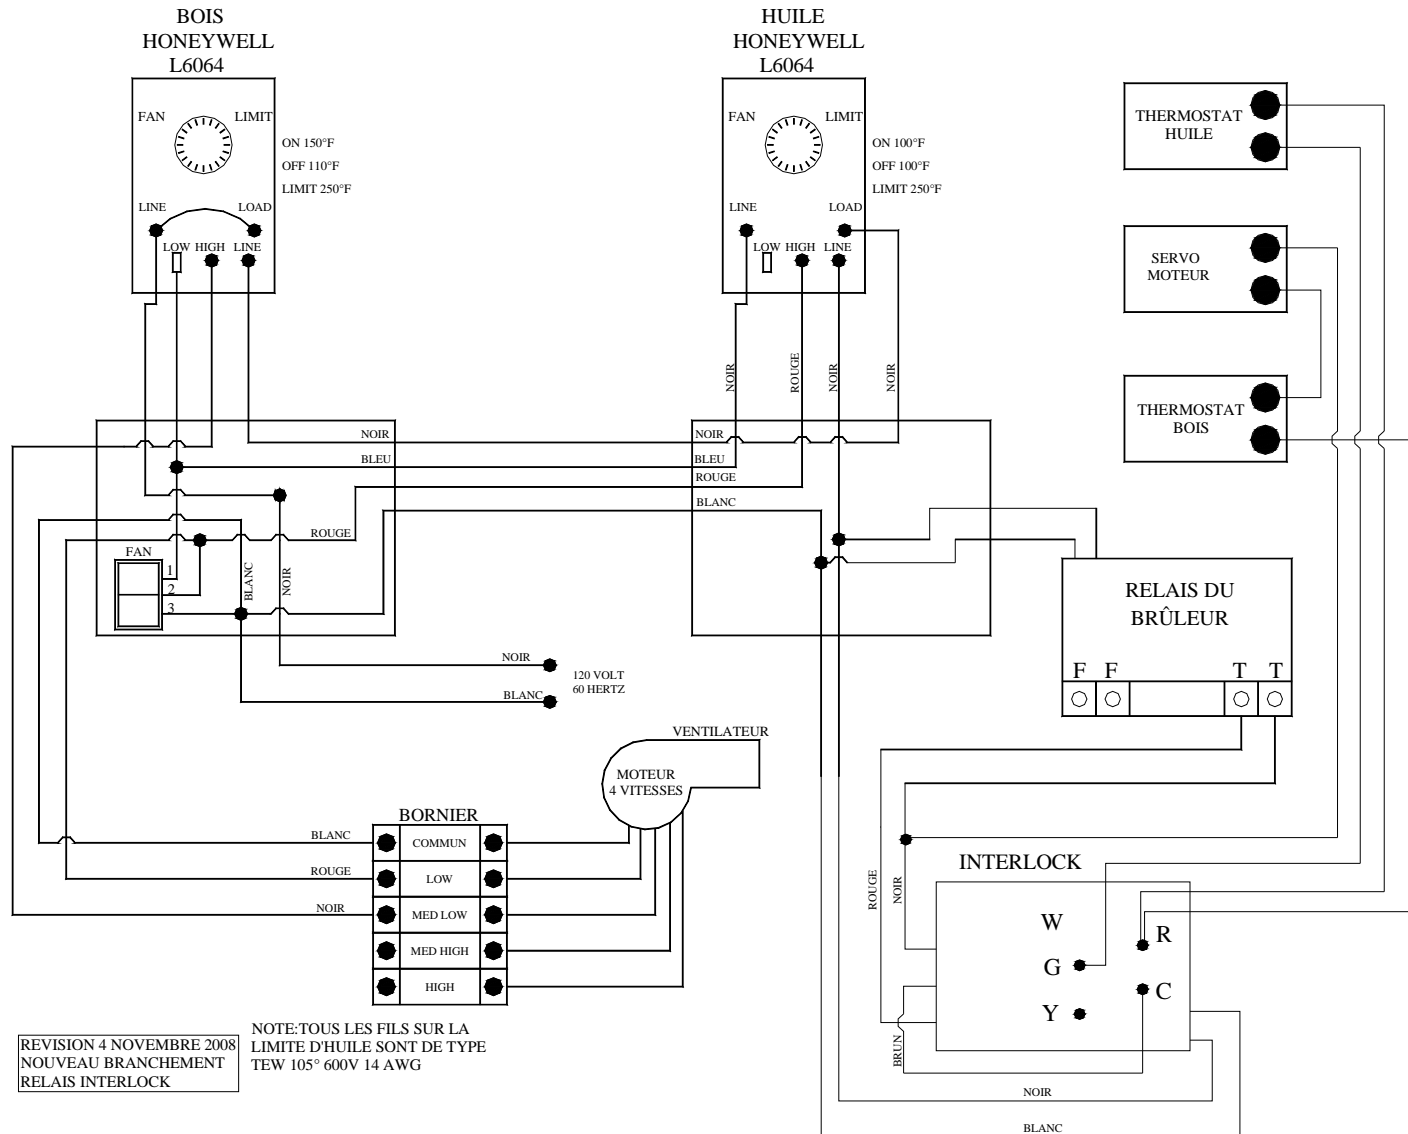 BOIS
HONEYWELL
L6064
FAN
LIMIT
ON 150°F
OFF 110°F
LIMIT 250°F
LINE
LOAD
LOW
HIGH
LINE
HUILE
HONEYWELL
L6064
FAN
LIMIT
ON 100°F
OFF 100°F
LIMIT 250°F
LINE
LOAD
LOW
HIGH
LINE
THERMOSTAT
HUILE
SERVO
MOTEUR
THERMOSTAT
BOIS
NOIR
ROUGE
NOIR
NOIR
NOIR
BLEU
ROUGE
NOIR
BLEU
ROUGE
BLANC
FAN
1
2
3
BLANC
NOIR
NOIR
BLANC
120 VOLT
60 HERTZ
RELAIS DU
BRÛLEUR
F
F
T
T
VENTILATEUR
MOTEUR
4 VITESSES
BORNIER
BLANC
COMMUN
ROUGE
LOW
NOIR
MED LOW
MED HIGH
HIGH
ROUGE
NOIR
INTERLOCK
W
R
G
C
Y
BRUN
NOIR
BLANC
REVISION 4 NOVEMBRE 2008
NOUVEAU BRANCHEMENT
RELAIS INTERLOCK
NOTE:TOUS LES FILS SUR LA
LIMITE D'HUILE SONT DE TYPE
TEW 105° 600V 14 AWG